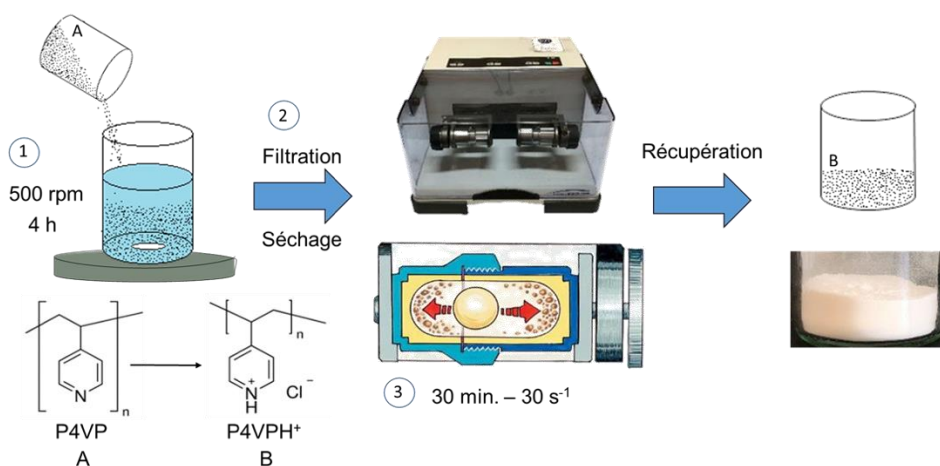 A
1
500 rpm
4 h
2
Filtration
Séchage
Récupération
B
3
30 min. – 30 s⁻¹
n
N
P4VP
A
n
N
+
H
Cl⁻
P4VPH⁺
B